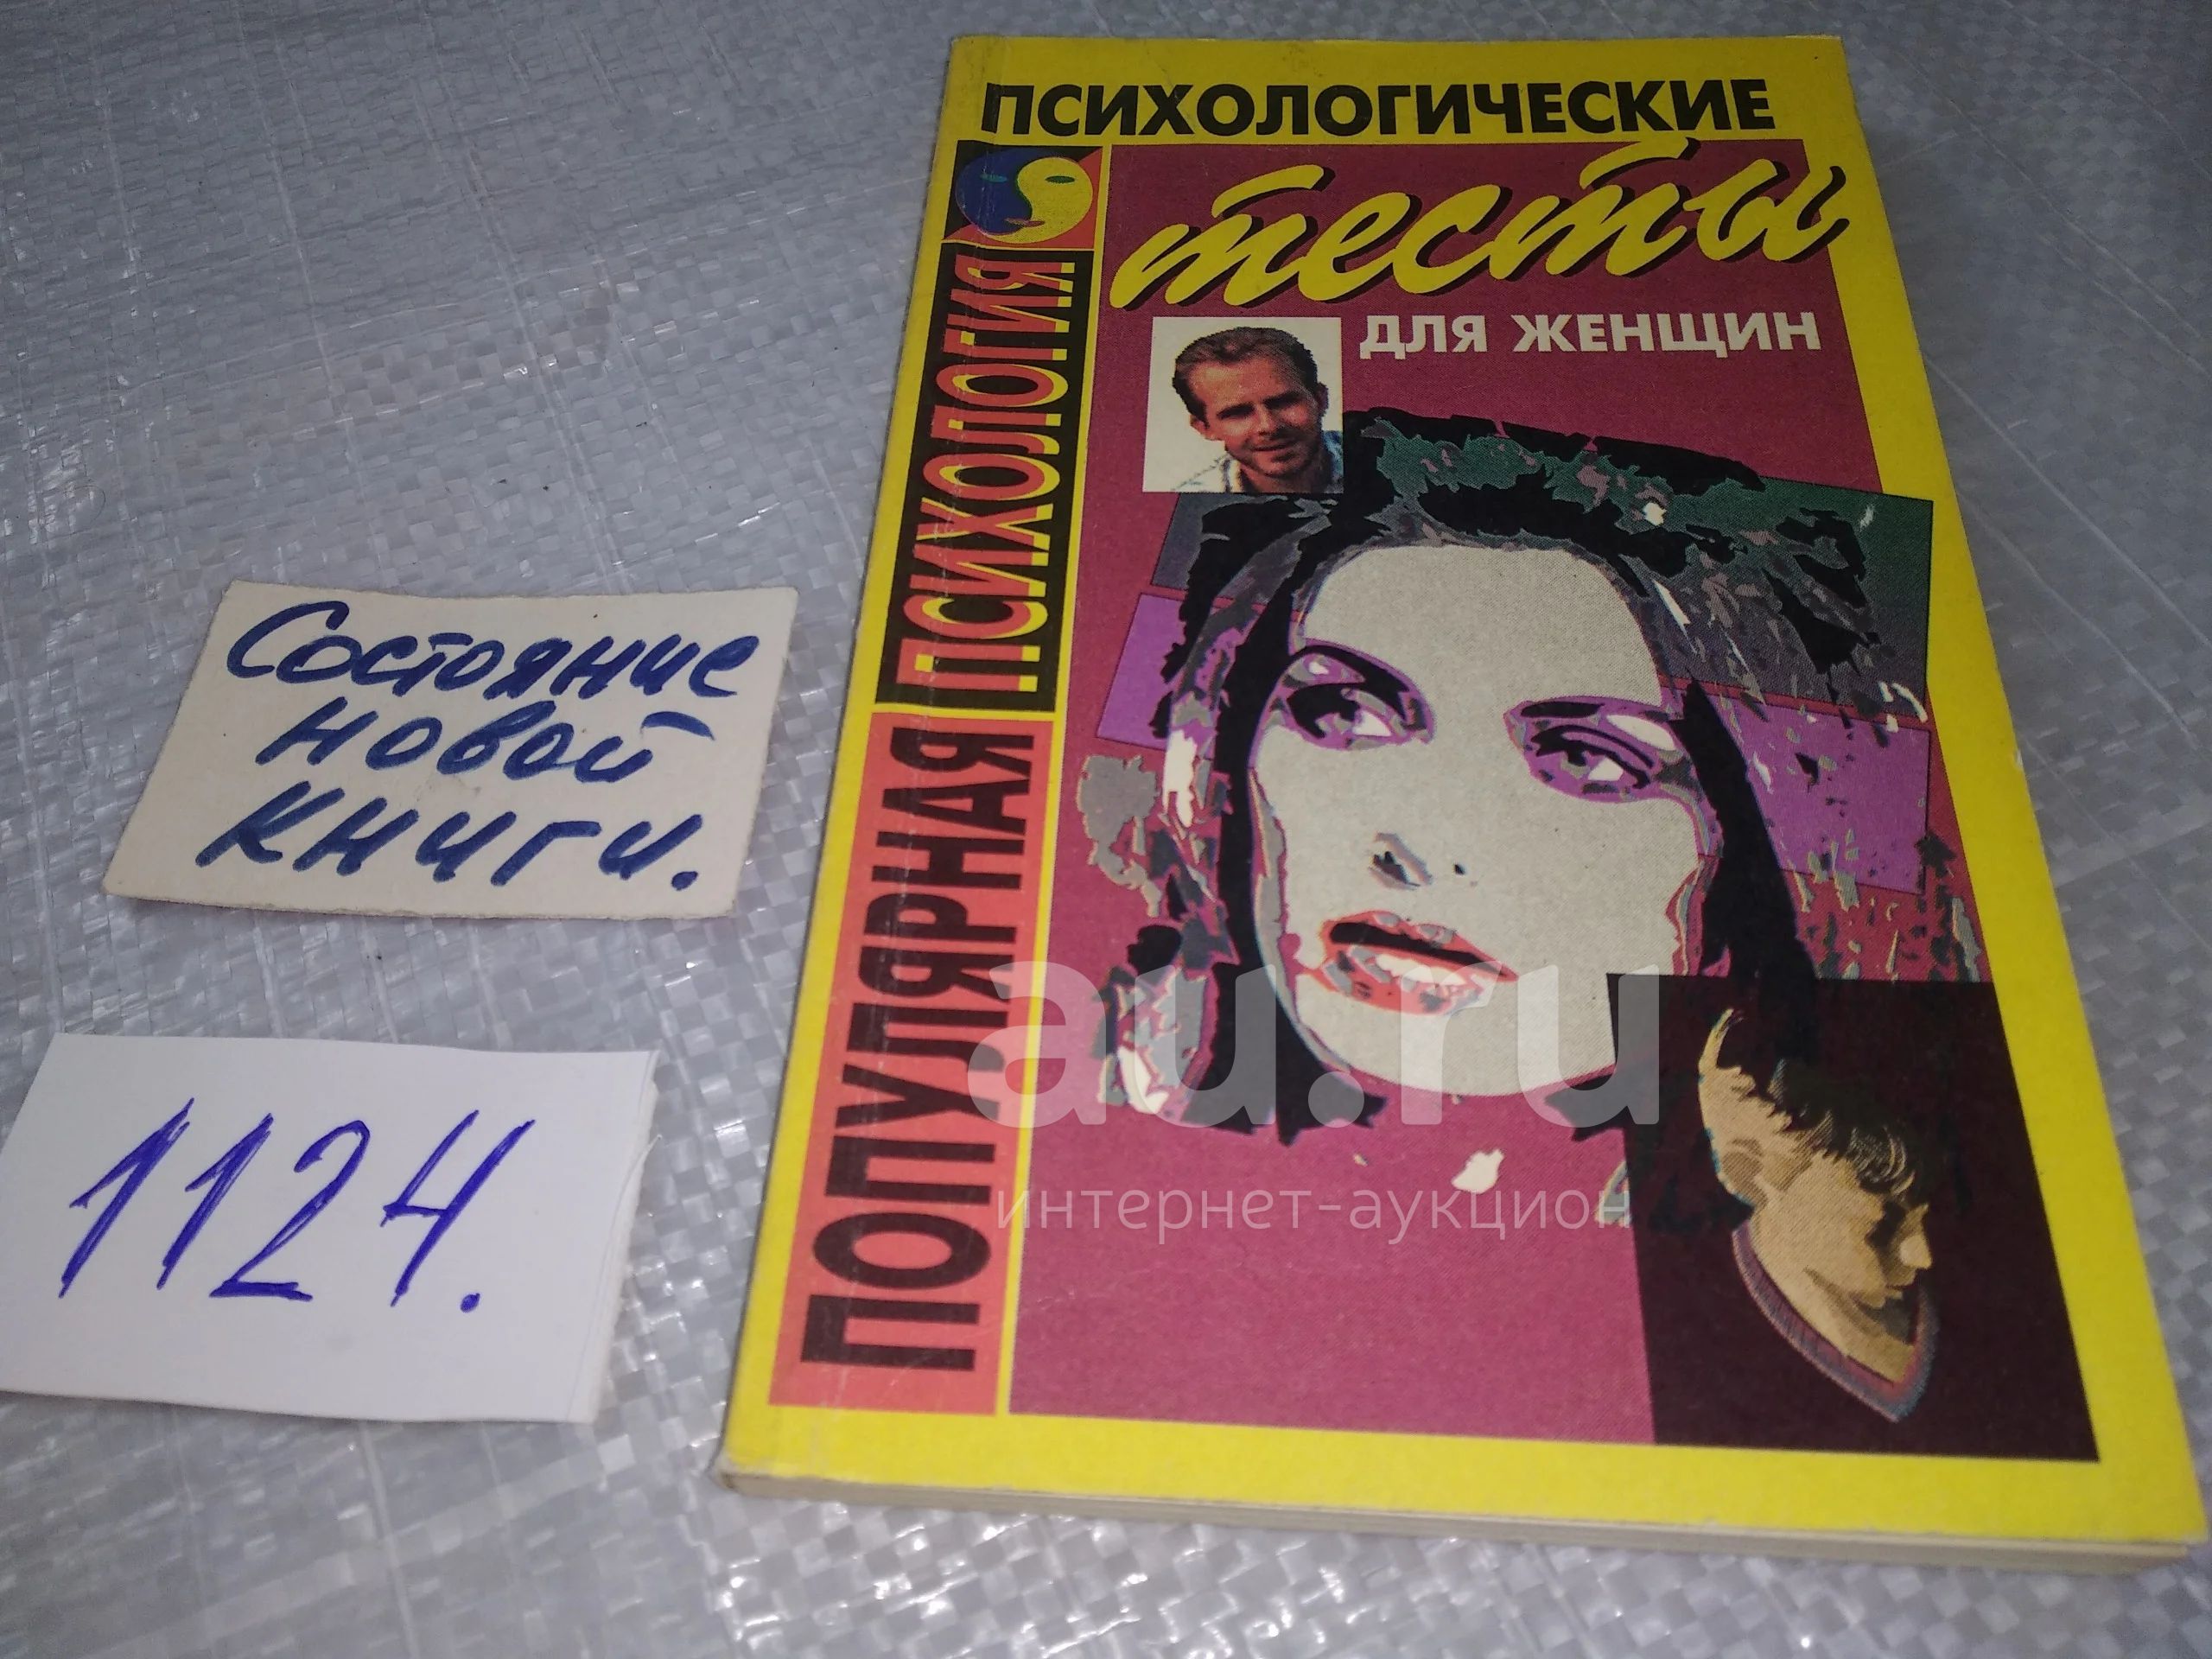 ПСИХОЛОГИЧЕСКИЕ
тесты
ДЛЯ ЖЕНЩИН
ПОПУЛЯРНАЯ ПСИХОЛОГИЯ
Состояние
новой
книги.
1124.
au.ru
интернет-аукцион